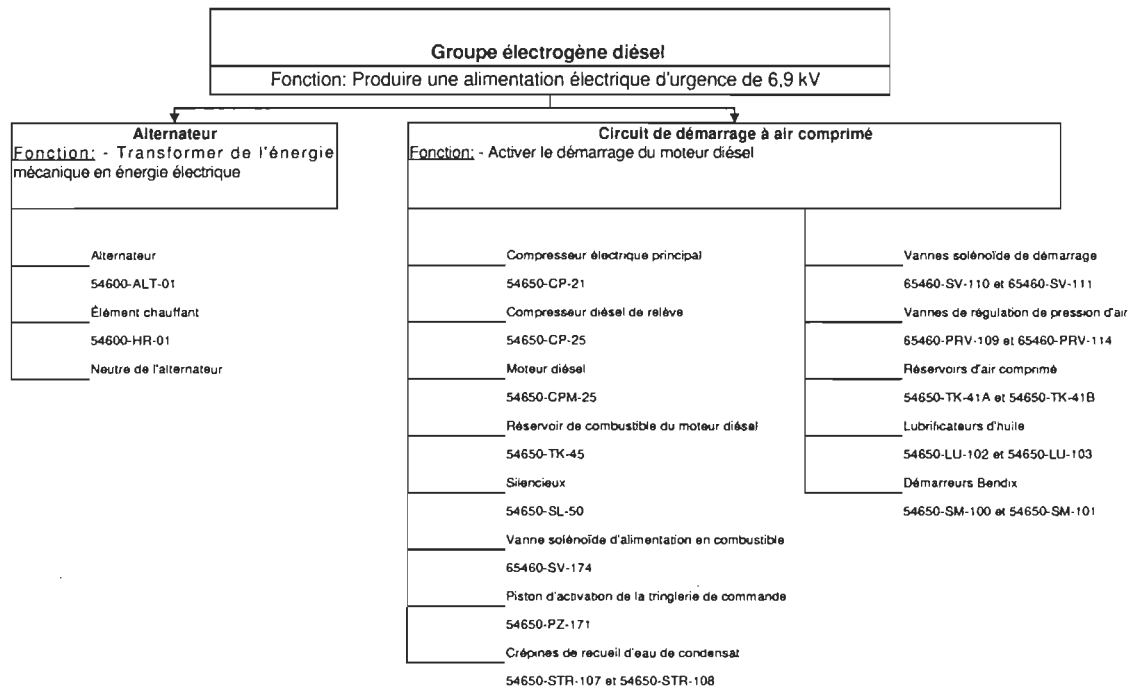 Groupe électrogène diésel
Fonction: Produire une alimentation électrique d'urgence de 6,9 kV
Alternateur
Fonction: - Transformer de l'énergie
mécanique en énergie électrique
Alternateur
54600-ALT-01
Élément chauffant
54600-HR-01
Neutre de l'alternateur
Circuit de démarrage à air comprimé
Fonction: - Activer le démarrage du moteur diésel
Compresseur électrique principal
54650-CP-21
Compresseur diésel de relève
54650-CP-25
Moteur diésel
54650-CPM-25
Réservoir de combustible du moteur diésel
54650-TK-45
Silencieux
54650-SL-50
Vanne solénoïde d'alimentation en combustible
65460-SV-174
Piston d'activation de la tringlerie de commande
54650-PZ-171
Crépines de recueil d'eau de condensat
54650-STR-107 et 54650-STR-108
Vannes solénoïde de démarrage
65460-SV-110 et 65460-SV-111
Vannes de régulation de pression d'air
65460-PRV-109 et 65460-PRV-114
Réservoirs d'air comprimé
54650-TK-41A et 54650-TK-41B
Lubrificateurs d'huile
54650-LU-102 et 54650-LU-103
Démarreurs Bendix
54650-SM-100 et 54650-SM-101